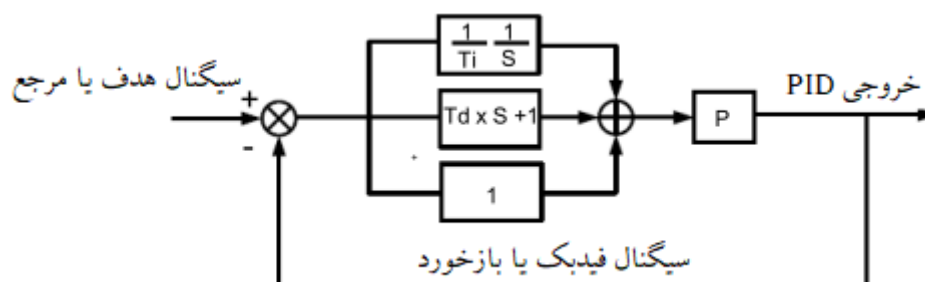 سیگنال هدف یا مرجع
+
-
1/Ti 1/S
Td x S +1
1
P
خروجی PID
سیگنال فیدبک یا بازخورد